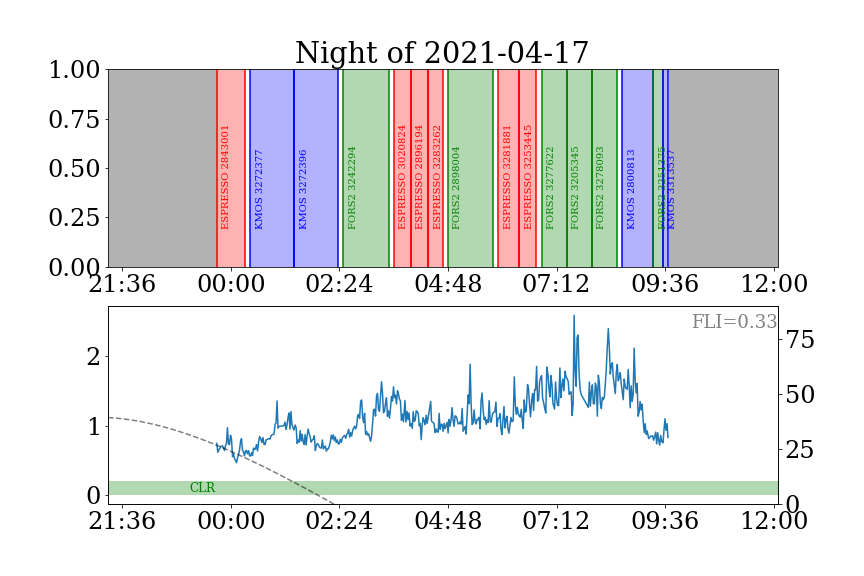 Night of 2021-04-17
1.00
0.75
0.50
0.25
0.00
ESPRESSO 2843001
KMOS 3272377
KMOS 3272396
FORS2 3242294
ESPRESSO 3020824
ESPRESSO 2896194
ESPRESSO 3283262
FORS2 2898004
ESPRESSO 3281881
ESPRESSO 3253445
FORS2 3277622
FORS2 3205345
FORS2 3278093
KMOS 2800813
FORS2 3251375
KMOS 3313537
21:36 00:00 02:24 04:48 07:12 09:36 12:00
FLI=0.33
2
1
0
75
50
25
0
CLR
21:36 00:00 02:24 04:48 07:12 09:36 12:00